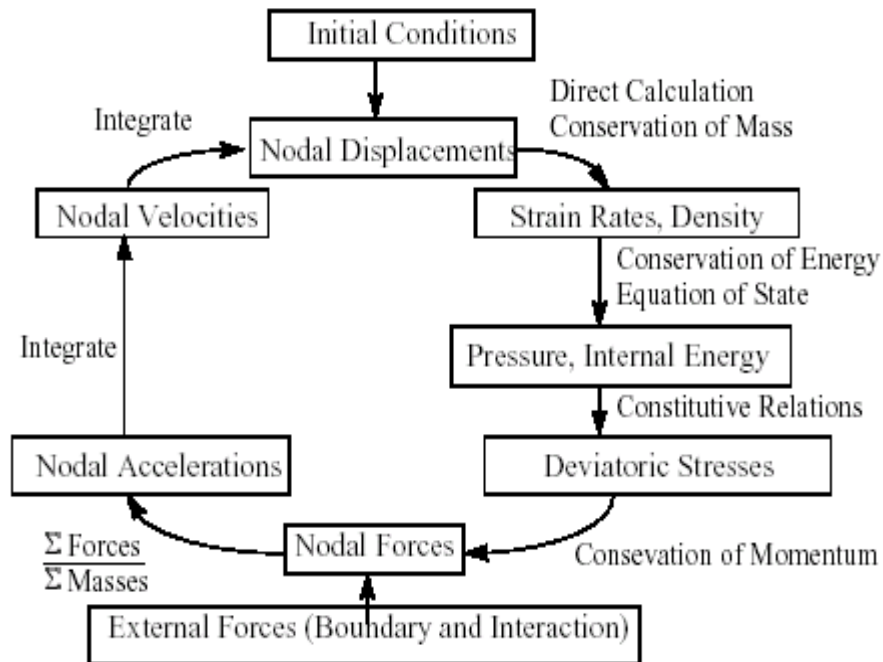 Initial Conditions
Direct Calculation
Conservation of Mass
Integrate
Nodal Displacements
Nodal Velocities
Strain Rates, Density
Conservation of Energy
Equation of State
Integrate
Pressure, Internal Energy
Constitutive Relations
Nodal Accelerations
Deviatoric Stresses
Σ Forces
Σ Masses
Nodal Forces
Consevation of Momentum
External Forces (Boundary and Interaction)